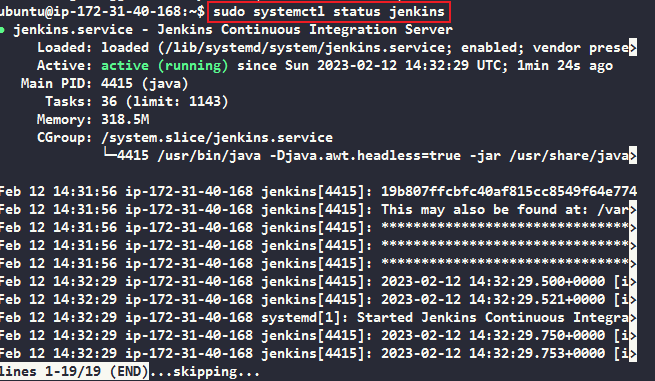 ubuntu@ip-172-31-40-168:~$ sudo systemctl status jenkins
● jenkins.service - Jenkins Continuous Integration Server
Loaded: loaded (/lib/systemd/system/jenkins.service; enabled; vendor prese>
Active: active (running) since Sun 2023-02-12 14:32:29 UTC; 1min 24s ago
Main PID: 4415 (java)
Tasks: 36 (limit: 1143)
Memory: 318.5M
CGroup: /system.slice/jenkins.service
└─4415 /usr/bin/java -Djava.awt.headless=true -jar /usr/share/java>
Feb 12 14:31:56 ip-172-31-40-168 jenkins[4415]: 19b807ffcbfc40af815cc8549f64e774
Feb 12 14:31:56 ip-172-31-40-168 jenkins[4415]: This may also be found at: /var>
Feb 12 14:31:56 ip-172-31-40-168 jenkins[4415]: *******************************>
Feb 12 14:31:56 ip-172-31-40-168 jenkins[4415]: *******************************>
Feb 12 14:31:56 ip-172-31-40-168 jenkins[4415]: *******************************>
Feb 12 14:32:29 ip-172-31-40-168 jenkins[4415]: 2023-02-12 14:32:29.500+0000 [i>
Feb 12 14:32:29 ip-172-31-40-168 jenkins[4415]: 2023-02-12 14:32:29.521+0000 [i>
Feb 12 14:32:29 ip-172-31-40-168 systemd[1]: Started Jenkins Continuous Integra>
Feb 12 14:32:29 ip-172-31-40-168 jenkins[4415]: 2023-02-12 14:32:29.750+0000 [i>
Feb 12 14:32:29 ip-172-31-40-168 jenkins[4415]: 2023-02-12 14:32:29.753+0000 [i>
lines 1-19/19 (END)...skipping...